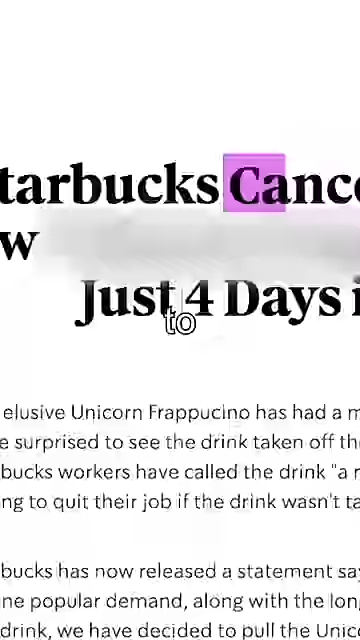 tarbucks Cance
w
Just 4 Days i
to
elusive Unicorn Frappucino has had a m
e surprised to see the drink taken off th
bucks workers have called the drink "a n
ng to quit their job if the drink wasn't ta
bucks has now released a statement say
ne popular demand, along with the long
drink, we have decided to pull the Unico